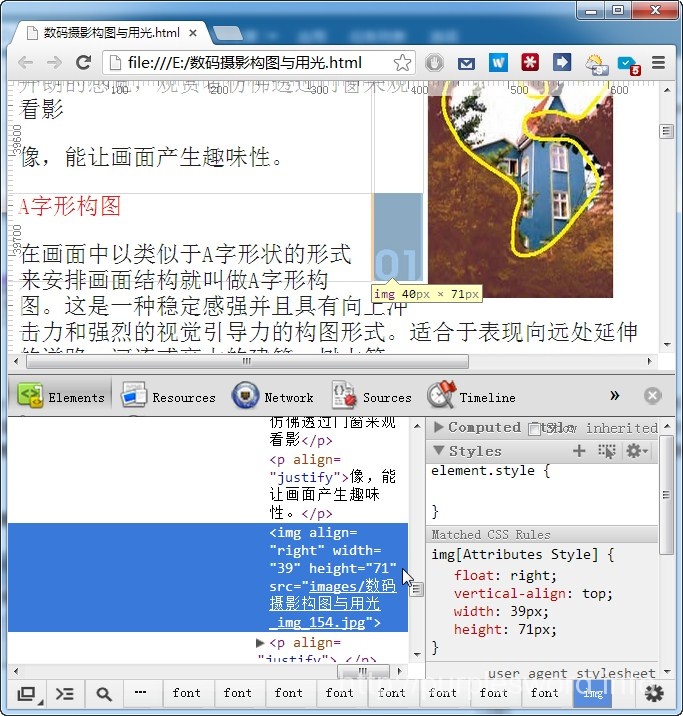 数码摄影构图与用光.html
file:///E:/数码摄影构图与用光.html
5
100
200
300
400
500
600
39600
39700
看影
像，能让画面产生趣味性。
A字形构图
在画面中以类似于A字形状的形式
来安排画面结构就叫做A字形构
图。这是一种稳定感强并且具有向上冲
击力和强烈的视觉引导力的构图形式。适合于表现向远处延伸
01
img 40px × 71px
Elements
Resources
Network
Sources
Timeline
»
仿佛透过门窗来观
看影</p>
<p align=
"justify">像，能
让画面产生趣味
性。</p>
<img align=
"right" width=
"39" height="71"
src="images/数码
摄影构图与用光
_img_154.jpg">
<p align=
"justify">…</p>
Computed Style
Show inherited
Styles
element.style {
}
Matched CSS Rules
img[Attributes Style] {
float: right;
vertical-align: top;
width: 39px;
height: 71px;
}
user agent stylesheet
...
font
font
font
font
font
font
font
font
img